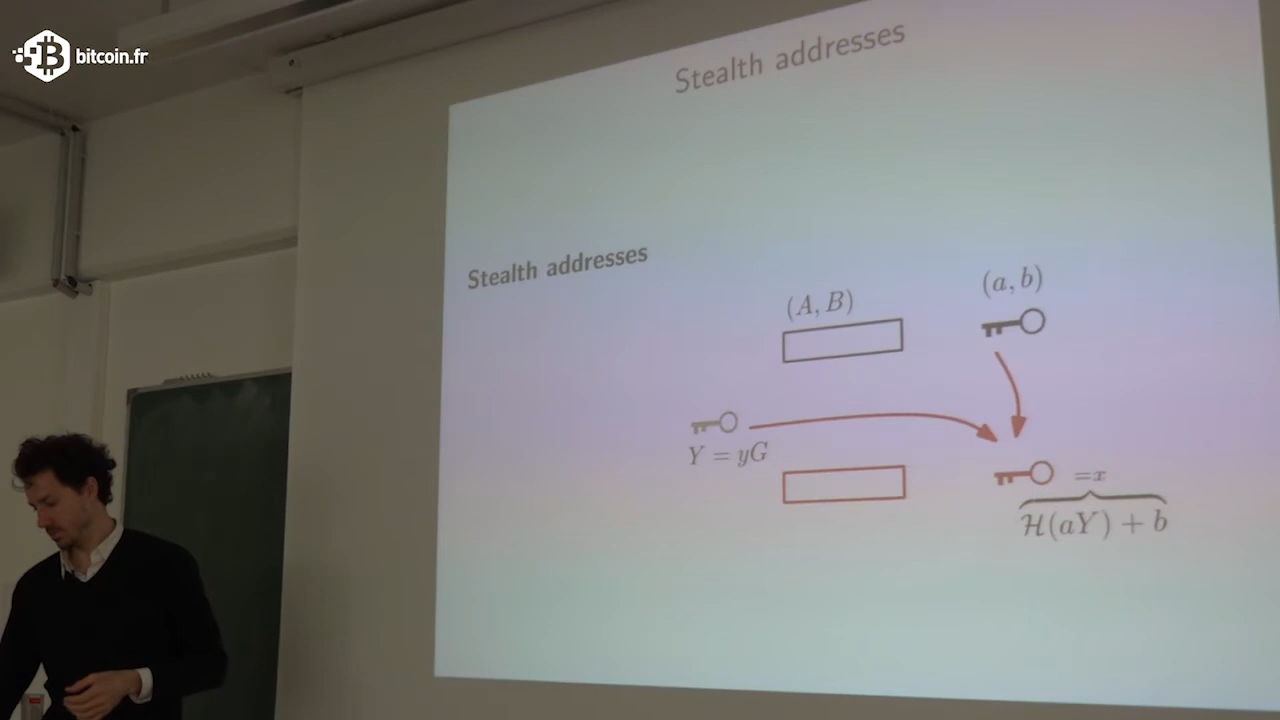 bitcoin.fr
Stealth addresses
Stealth addresses
(A, B)
(a, b)
Y = yG
=x
H(aY) + b